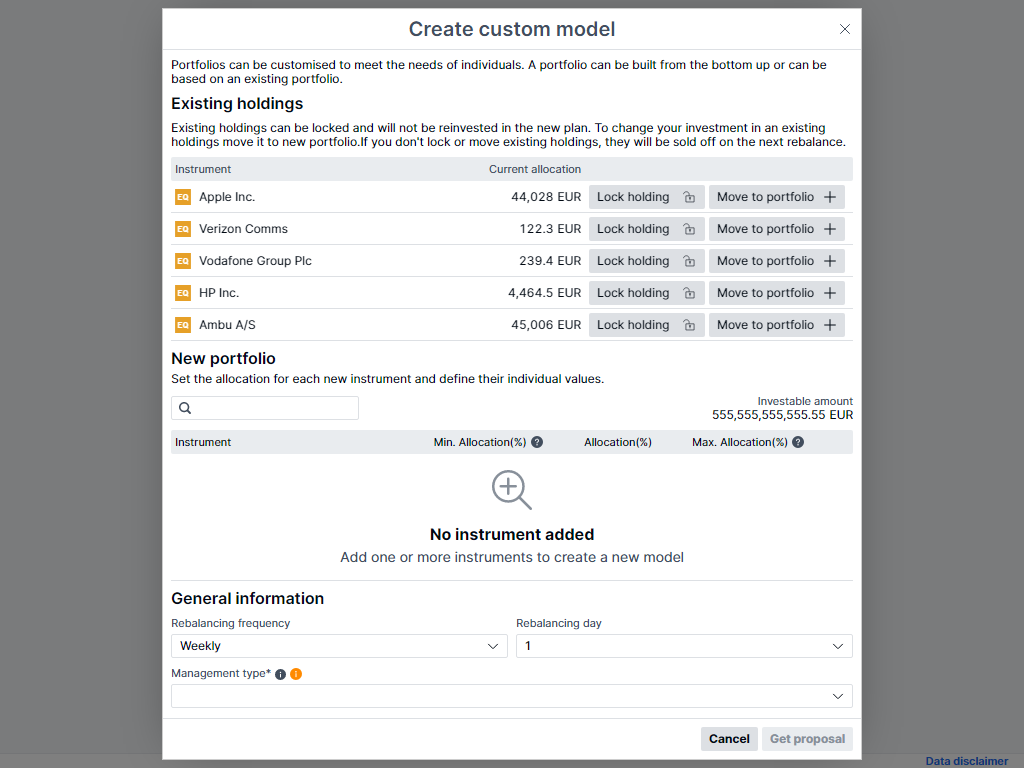 Create custom model
Portfolios can be customised to meet the needs of individuals. A portfolio can be built from the bottom up or can be
based on an existing portfolio.
Existing holdings
Existing holdings can be locked and will not be reinvested in the new plan. To change your investment in an existing
holdings move it to new portfolio.If you don't lock or move existing holdings, they will be sold off on the next rebalance.
Instrument Current allocation
EQ Apple Inc. 44,028 EUR Lock holding Move to portfolio
EQ Verizon Comms 122.3 EUR Lock holding Move to portfolio
EQ Vodafone Group Plc 239.4 EUR Lock holding Move to portfolio
EQ HP Inc. 4,464.5 EUR Lock holding Move to portfolio
EQ Ambu A/S 45,006 EUR Lock holding Move to portfolio
New portfolio
Set the allocation for each new instrument and define their individual values.
Investable amount
555,555,555,555.55 EUR
Instrument Min. Allocation(%) ? Allocation(%) Max. Allocation(%) ?
No instrument added
Add one or more instruments to create a new model
General information
Rebalancing frequency Rebalancing day
Weekly 1
Management type*
Cancel Get proposal
Data disclaimer